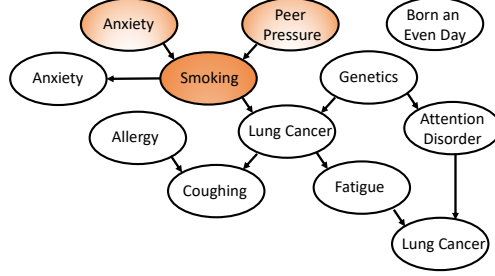 Anxiety
Peer
Pressure
Born an
Even Day
Anxiety
Smoking
Genetics
Allergy
Lung Cancer
Attention
Disorder
Coughing
Fatigue
Lung Cancer